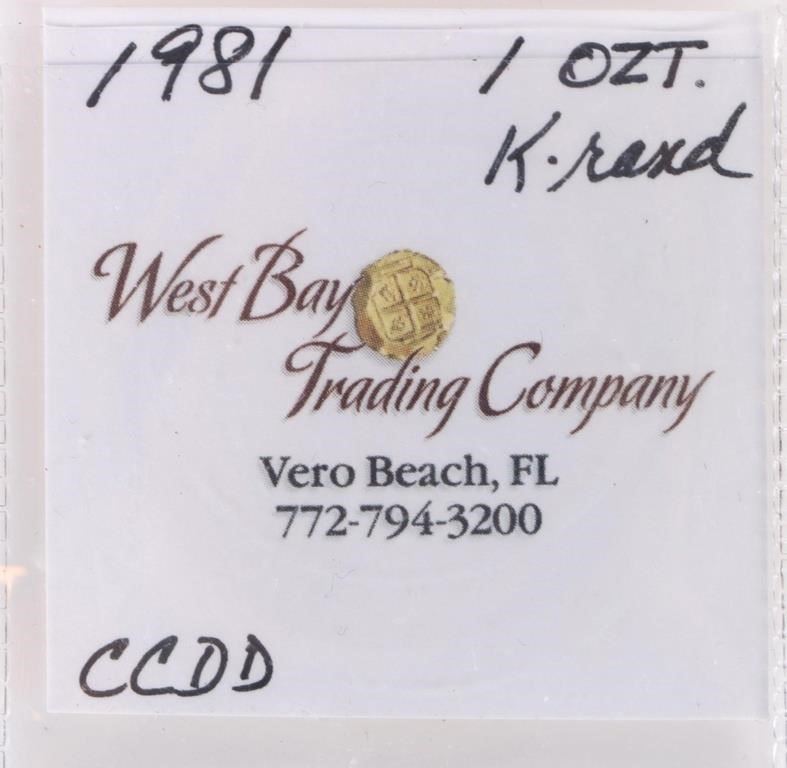 1981 1 OZT.
K.rand
West Bay
Trading Company
Vero Beach, FL
772-794-3200
CCDD